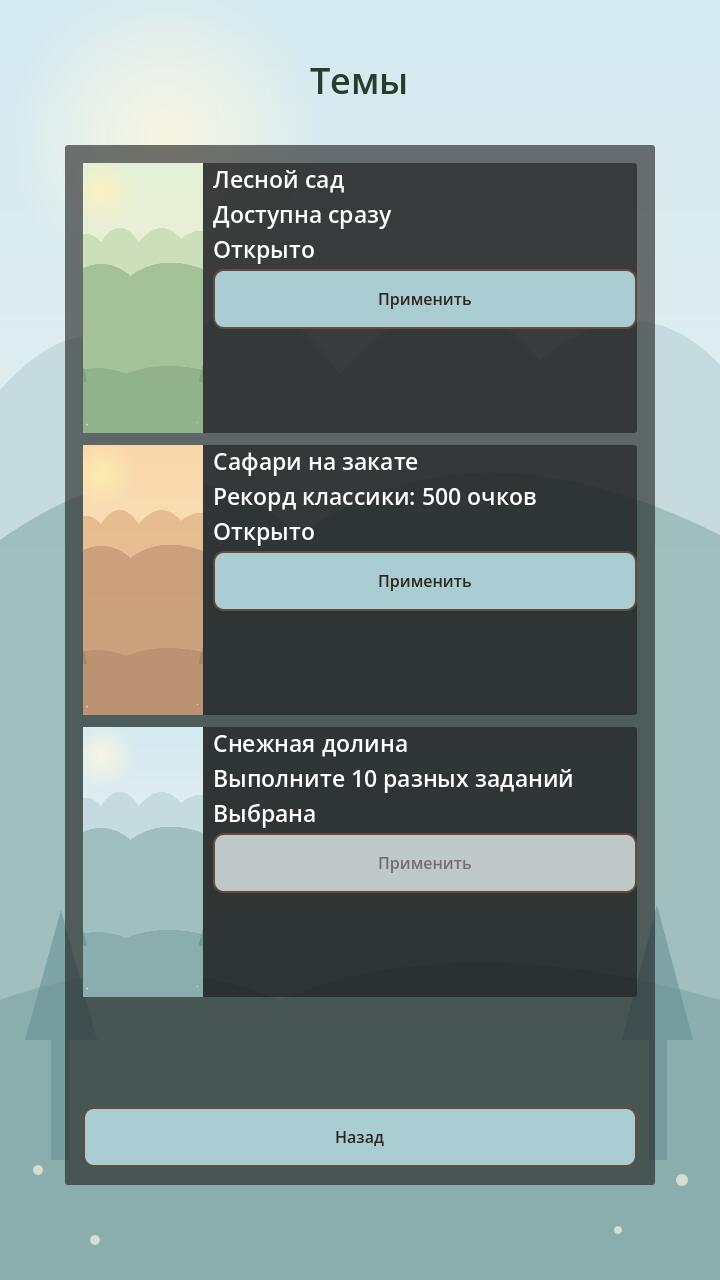 Темы
Лесной сад
Доступна сразу
Открыто
Применить
Сафари на закате
Рекорд классики: 500 очков
Открыто
Применить
Снежная долина
Выполните 10 разных заданий
Выбрана
Применить
Назад